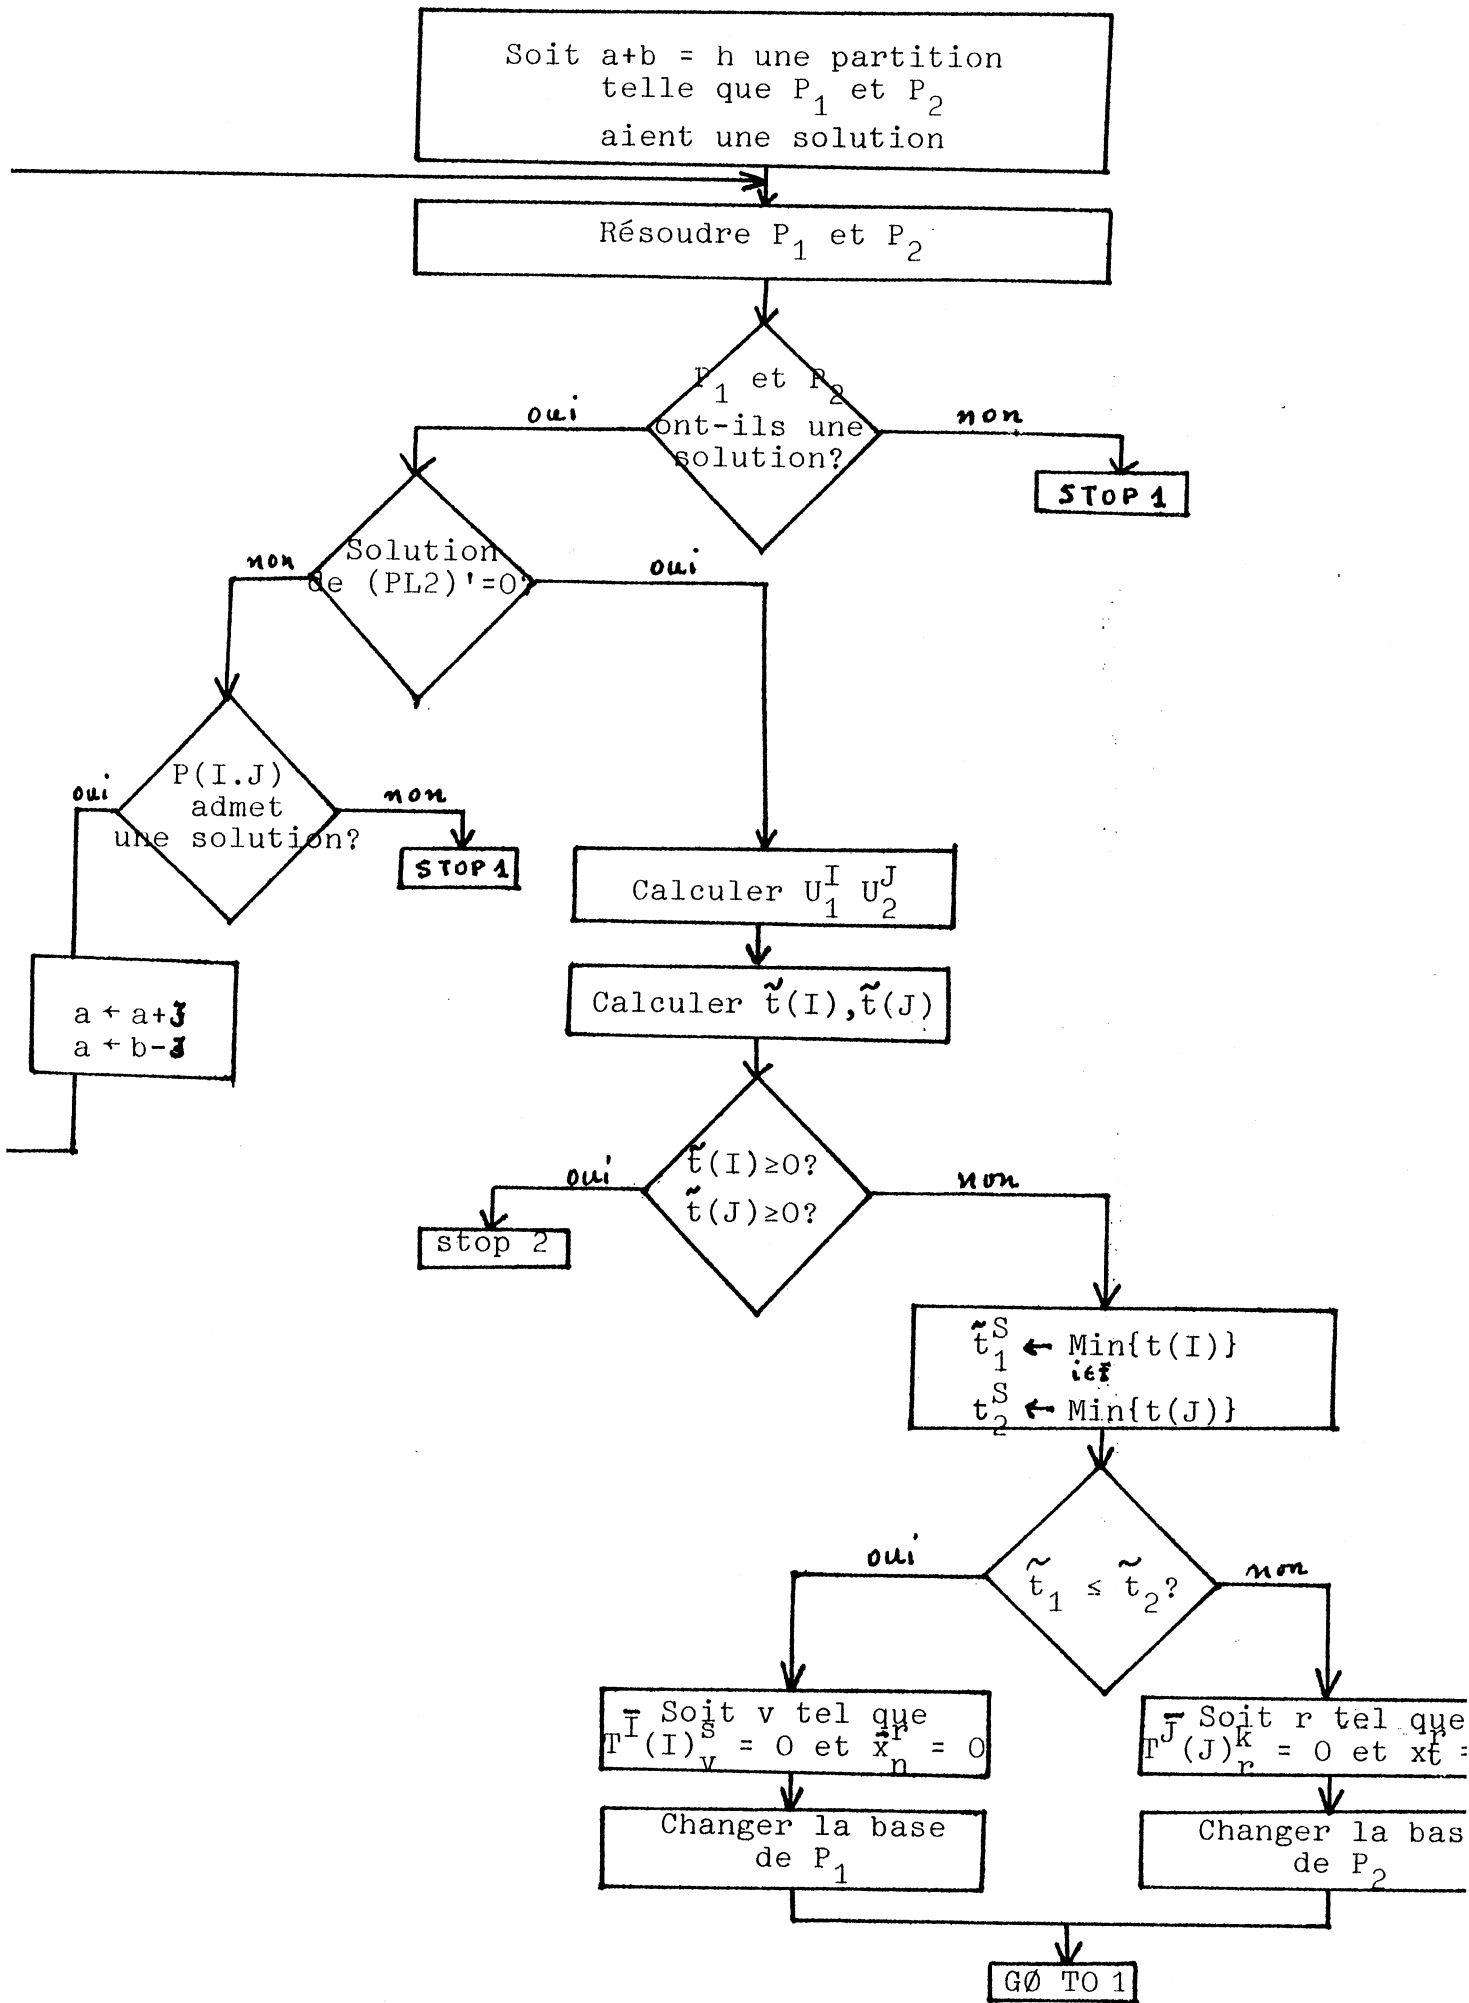 Soit a+b = h une partition
telle que P₁ et P₂
aient une solution
Résoudre P₁ et P₂
P₁ et P₂
ont-ils une
solution?
oui
non
STOP 1
Solution
de (PL2)'=0?
non
oui
P(I.J)
admet
une solution?
oui
non
STOP 1
Calculer U₁ᴵ U₂ᴶ
Calculer t̃(I),t̃(J)
a ← a+
a ← b-
t̃(I)≥0?
t̃(J)≥0?
oui
non
stop 2
t̃₁ˢ ← Min{t(I)}
t₂ˢ ← Min{t(J)}
t̃₁ ≤ t̃₂?
oui
non
Soit v tel que
= 0 et = 0
Soit r tel que
= 0 et =
Changer la base
de P₁
Changer la bas
de P₂
GØ TO 1